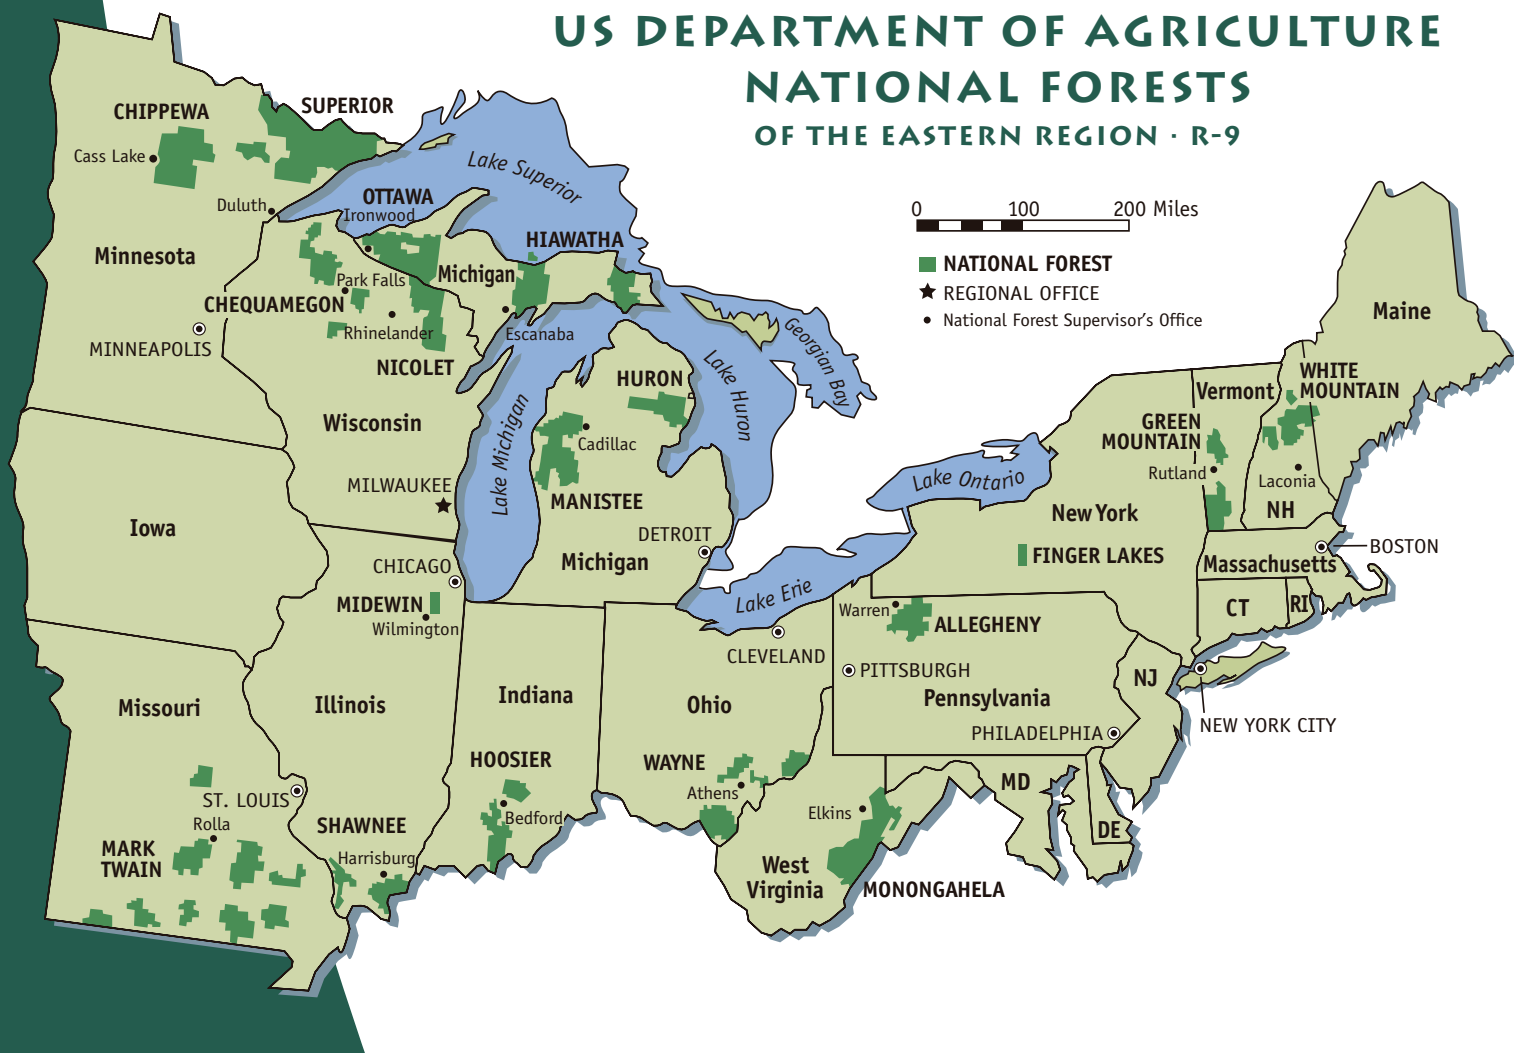 US DEPARTMENT OF AGRICULTURE
NATIONAL FORESTS
OF THE EASTERN REGION · R-9
0 100 200 Miles
NATIONAL FOREST
REGIONAL OFFICE
National Forest Supervisor's Office
CHIPPEWA
SUPERIOR
Cass Lake
Duluth
Minnesota
MINNEAPOLIS
Lake Superior
OTTAWA
Ironwood
HIAWATHA
Michigan
Park Falls
CHEQUAMEGON
Rhinelander
Escanaba
NICOLET
Wisconsin
MILWAUKEE
Lake Michigan
HURON
Lake Huron
Georgian Bay
Cadillac
MANISTEE
DETROIT
Michigan
Iowa
CHICAGO
MIDEWIN
Wilmington
Lake Erie
Lake Ontario
Maine
WHITE
MOUNTAIN
Vermont
GREEN
MOUNTAIN
Rutland
Laconia
NH
New York
FINGER LAKES
BOSTON
Massachusetts
CT
RI
Warren
ALLEGHENY
CLEVELAND
PITTSBURGH
Pennsylvania
NJ
NEW YORK CITY
PHILADELPHIA
Missouri
Illinois
Indiana
Ohio
HOOSIER
WAYNE
Athens
MD
DE
ST. LOUIS
Rolla
SHAWNEE
Bedford
Elkins
MARK
TWAIN
Harrisburg
West
Virginia
MONONGAHELA